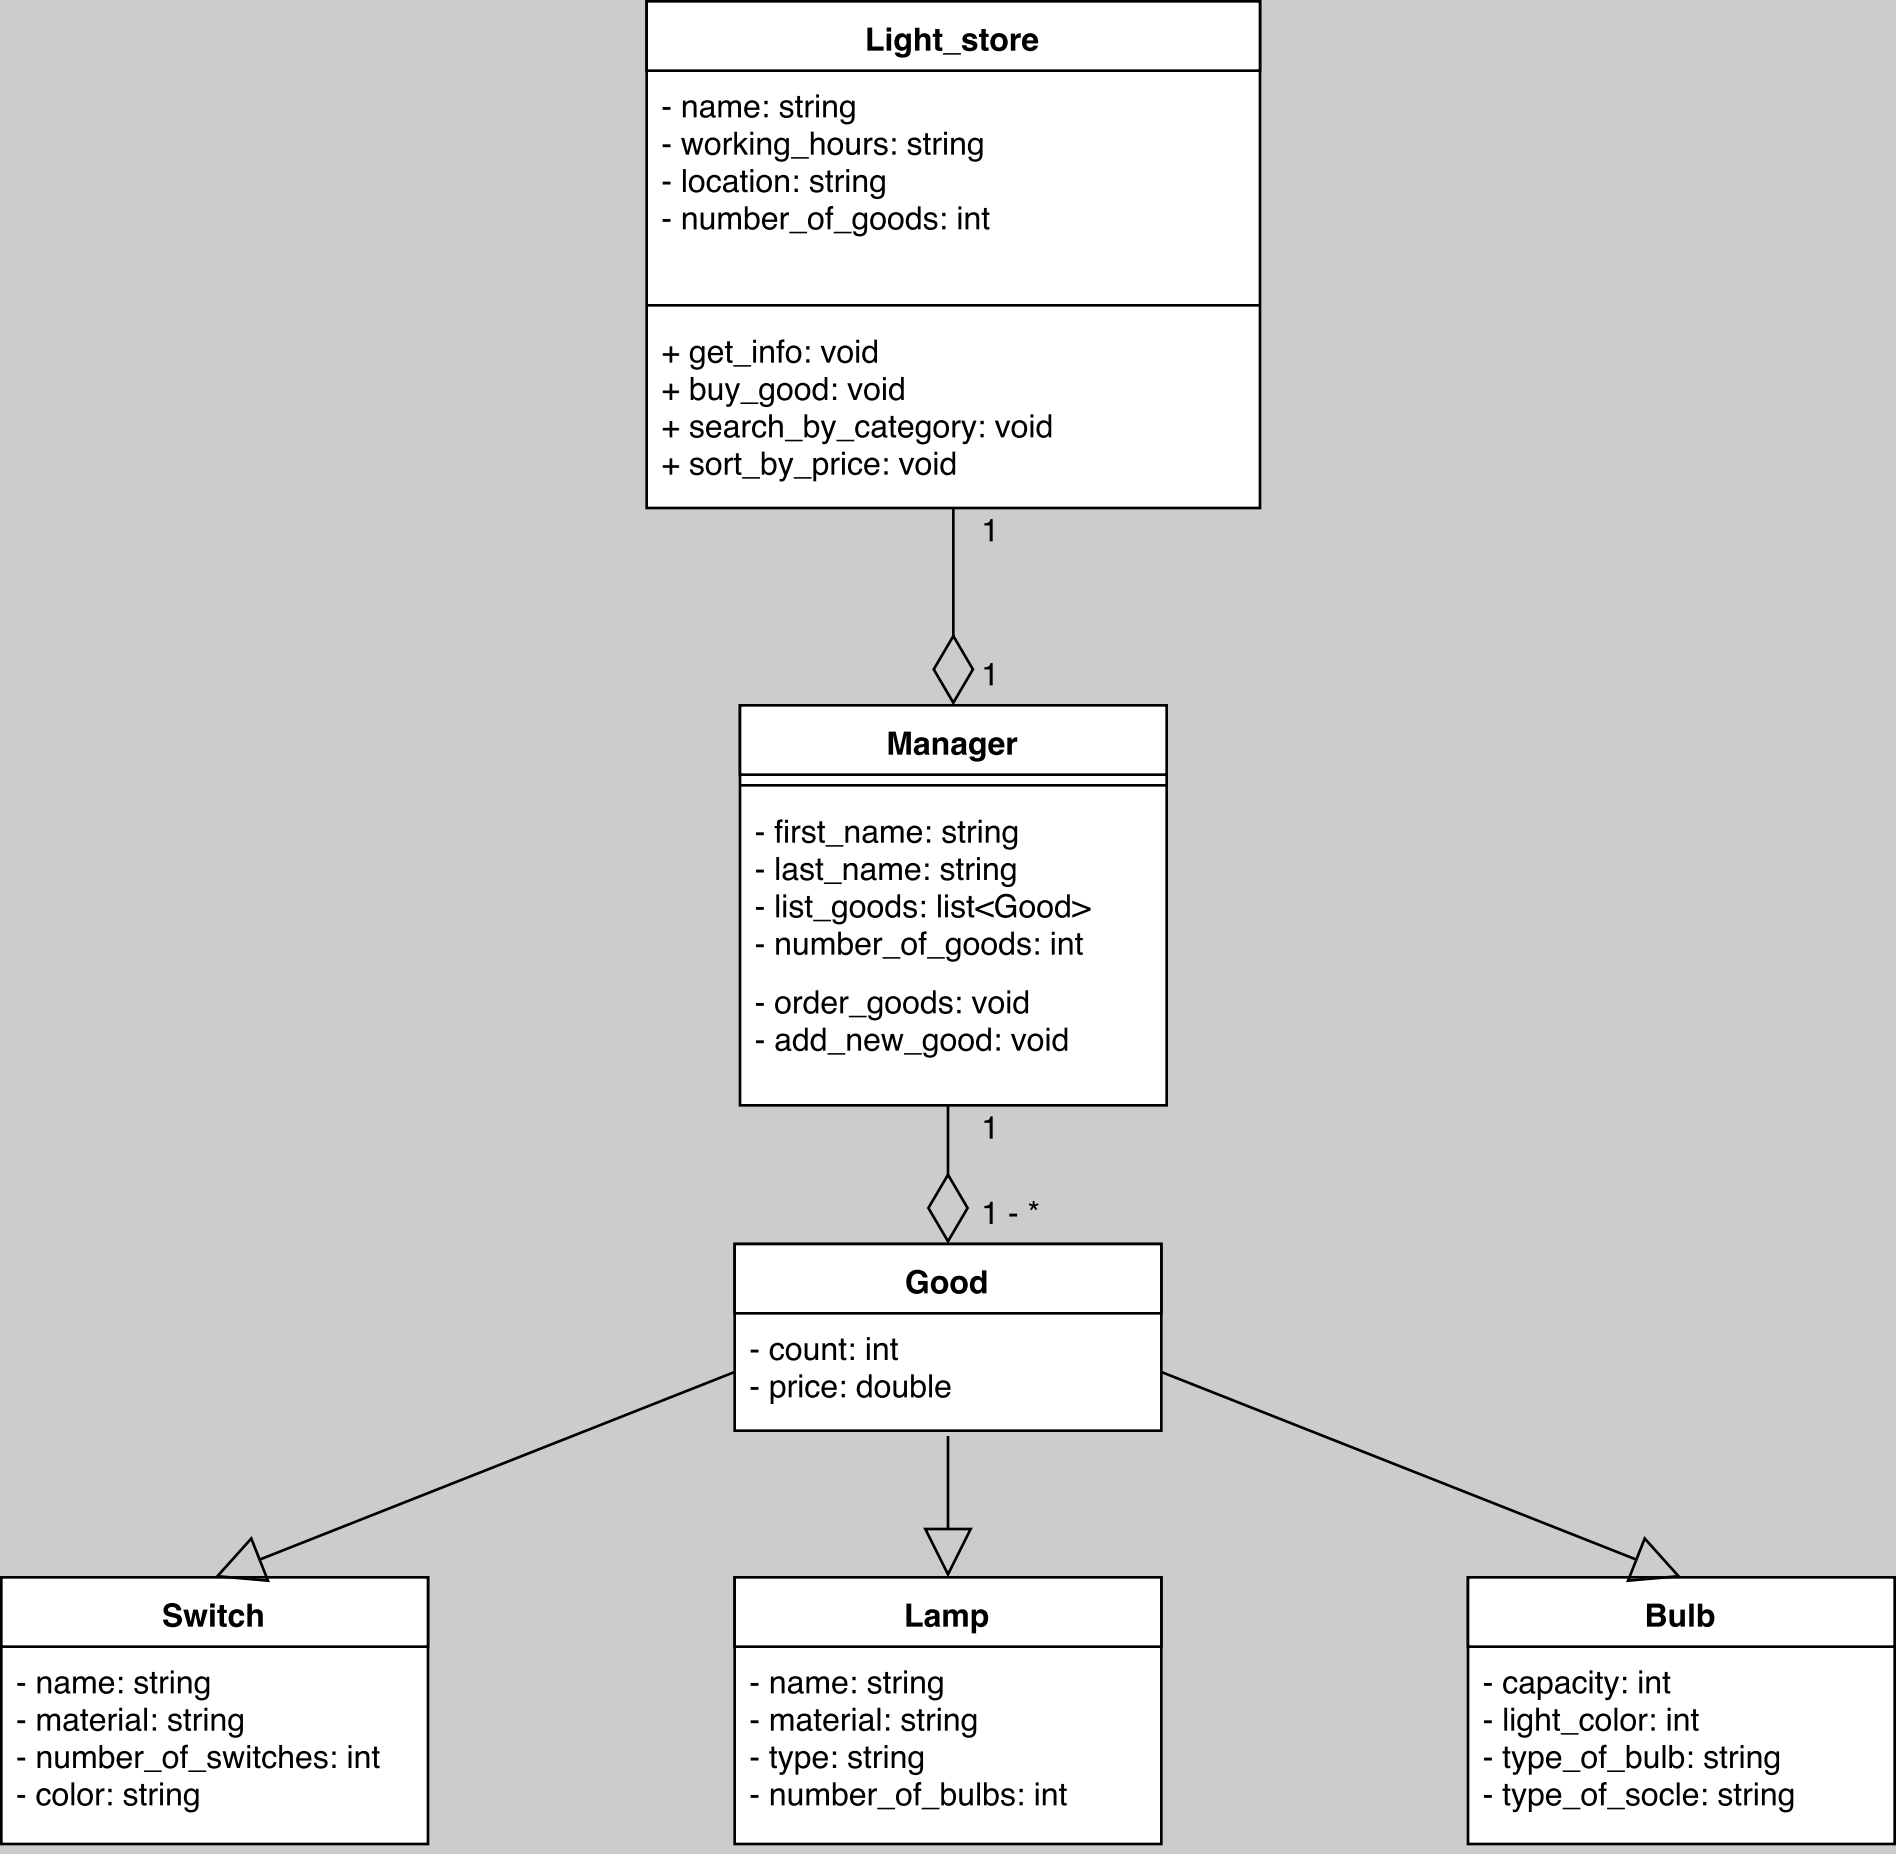 Light_store
- name: string
- working_hours: string
- location: string
- number_of_goods: int
+ get_info: void
+ buy_good: void
+ search_by_category: void
+ sort_by_price: void
1
1
Manager
- first_name: string
- last_name: string
- list_goods: list<Good>
- number_of_goods: int
- order_goods: void
- add_new_good: void
1
1 - *
Good
- count: int
- price: double
Switch
- name: string
- material: string
- number_of_switches: int
- color: string
Lamp
- name: string
- material: string
- type: string
- number_of_bulbs: int
Bulb
- capacity: int
- light_color: int
- type_of_bulb: string
- type_of_socle: string